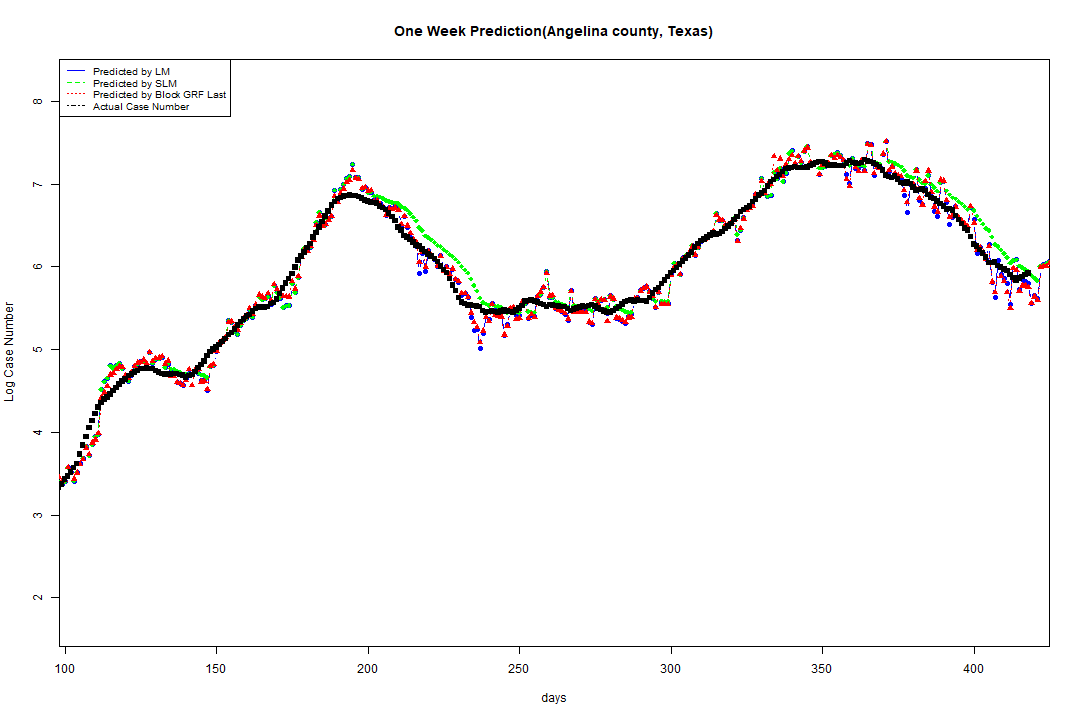 One Week Prediction(Angelina county, Texas)
Predicted by LM
Predicted by SLM
Predicted by Block GRF Last
Actual Case Number
8
7
6
5
4
3
2
Log Case Number
100 150 200 250 300 350 400
days